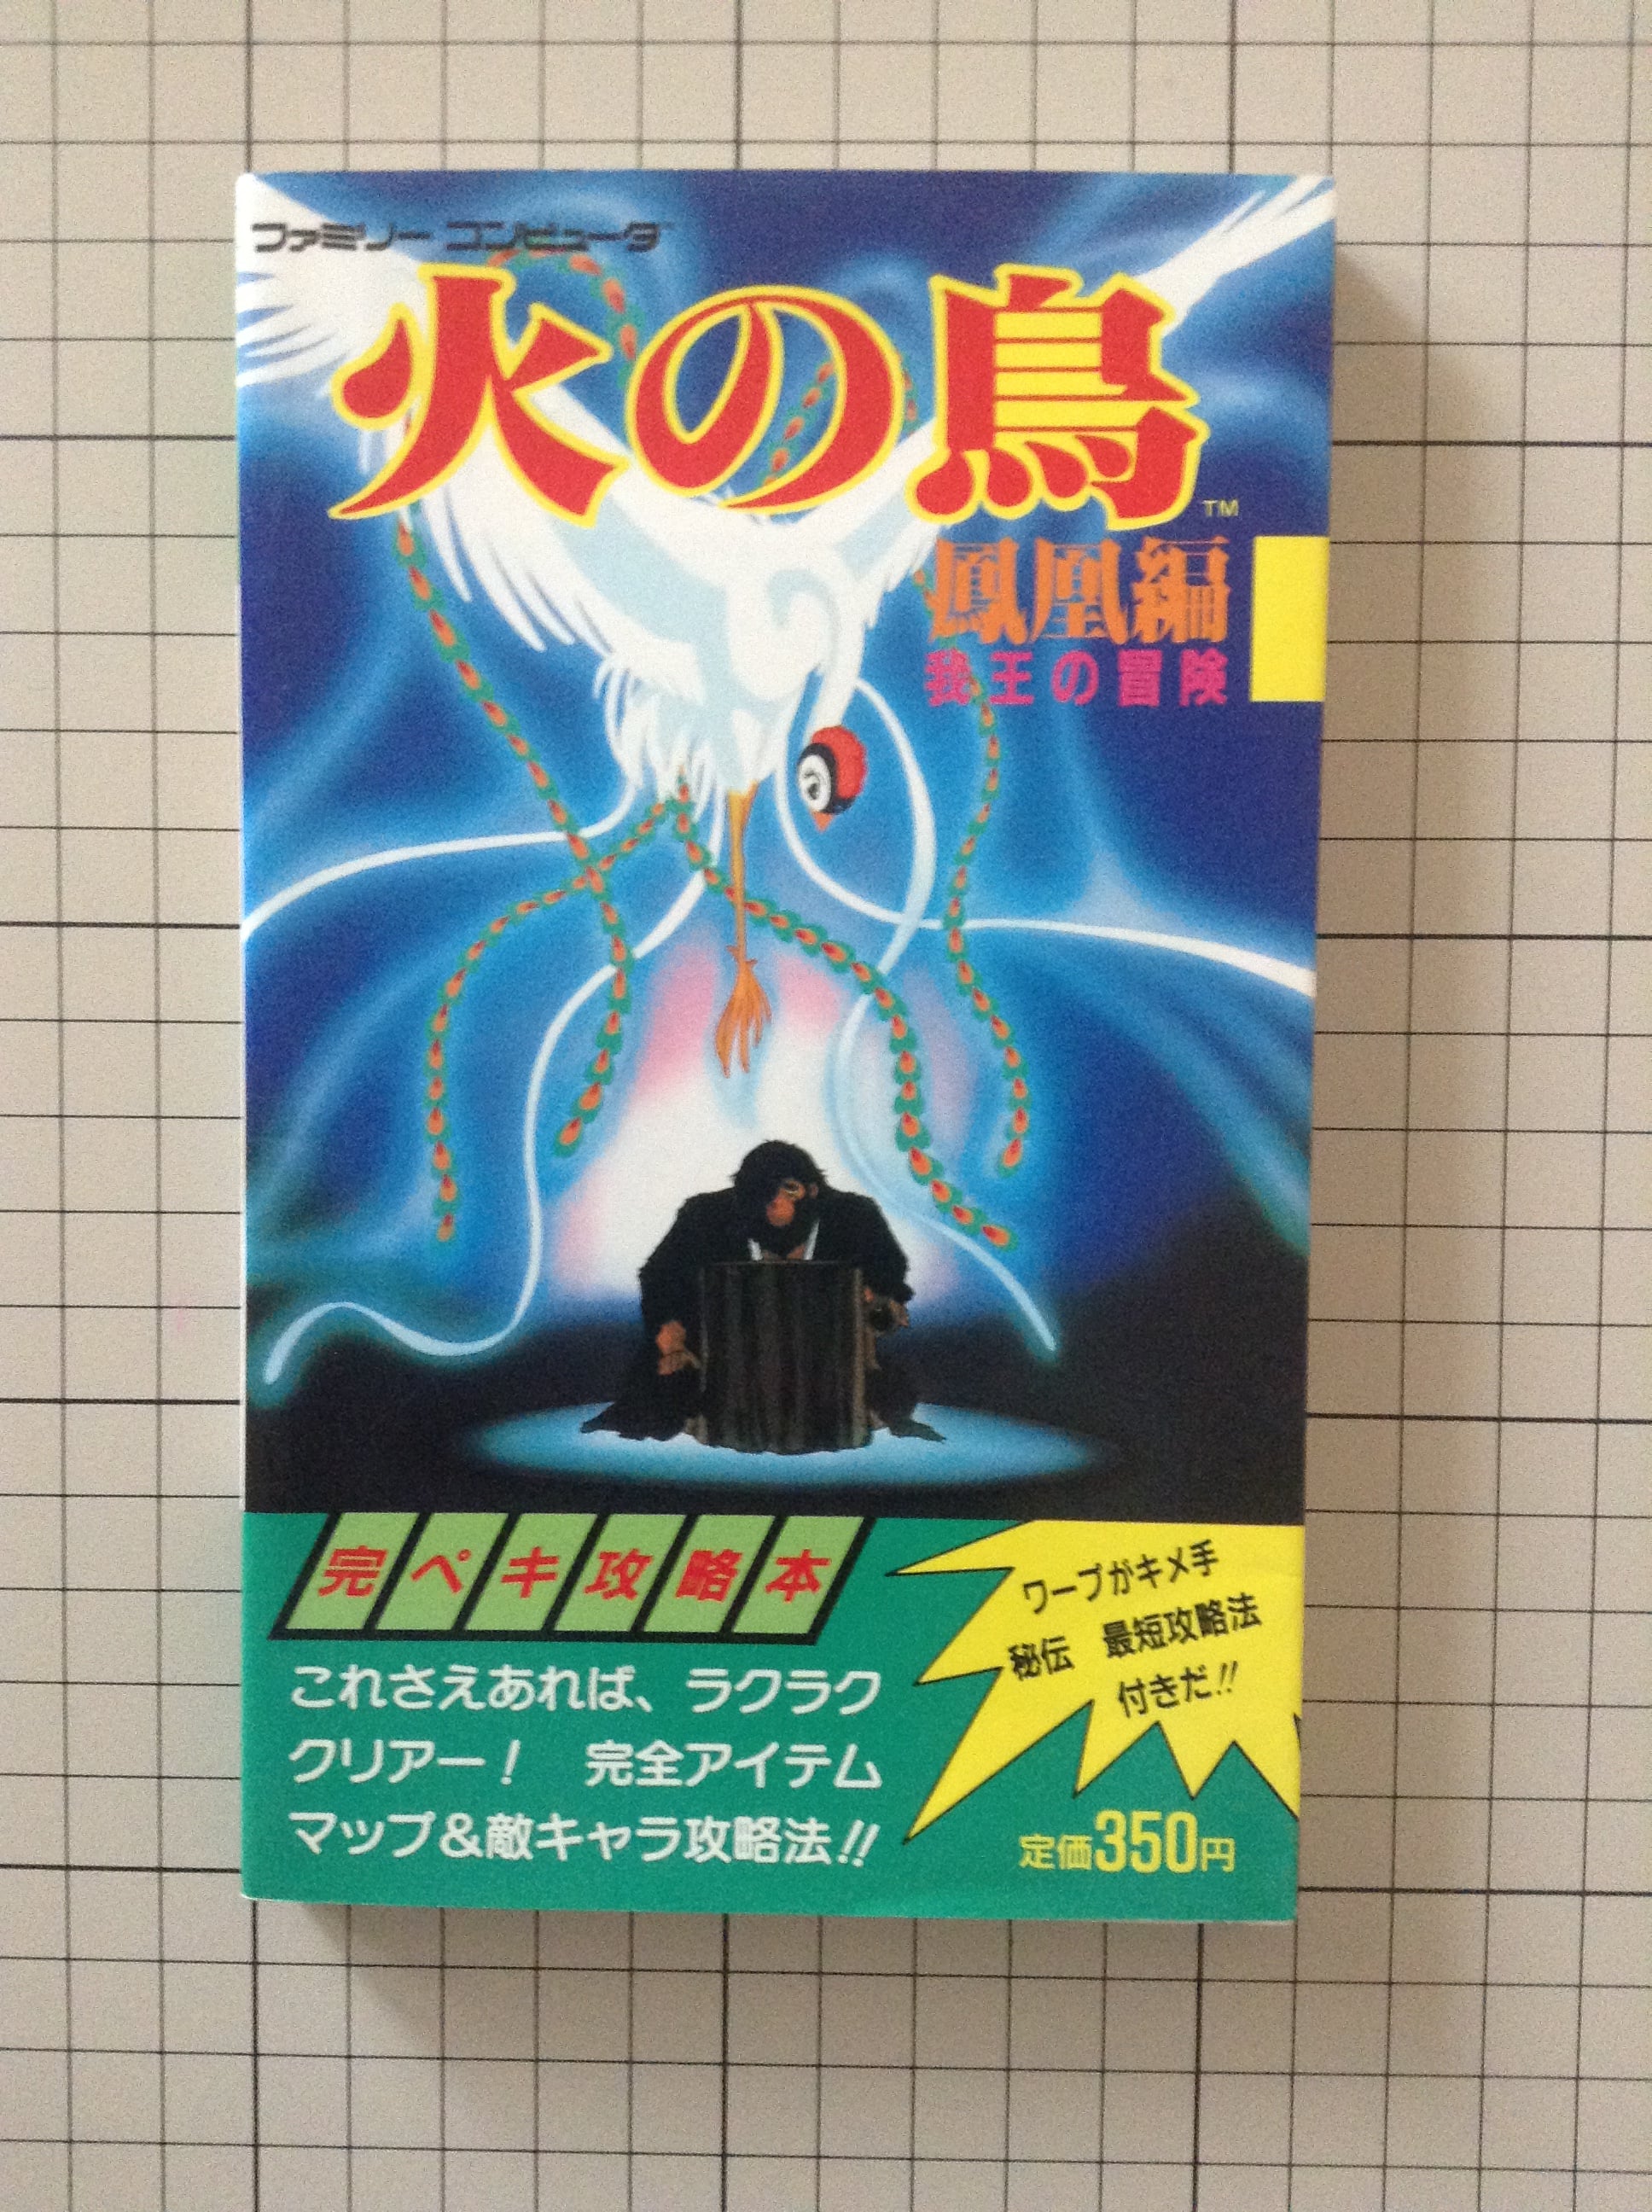 ファミリー コンピュータ™
火の鳥™
鳳凰編
我王の冒険
完ペキ攻略本
これさえあれば、ラクラク
クリアー！ 完全アイテム
マップ&敵キャラ攻略法!!
ワープがキメ手
秘伝 最短攻略法
付きだ!!
定価350円